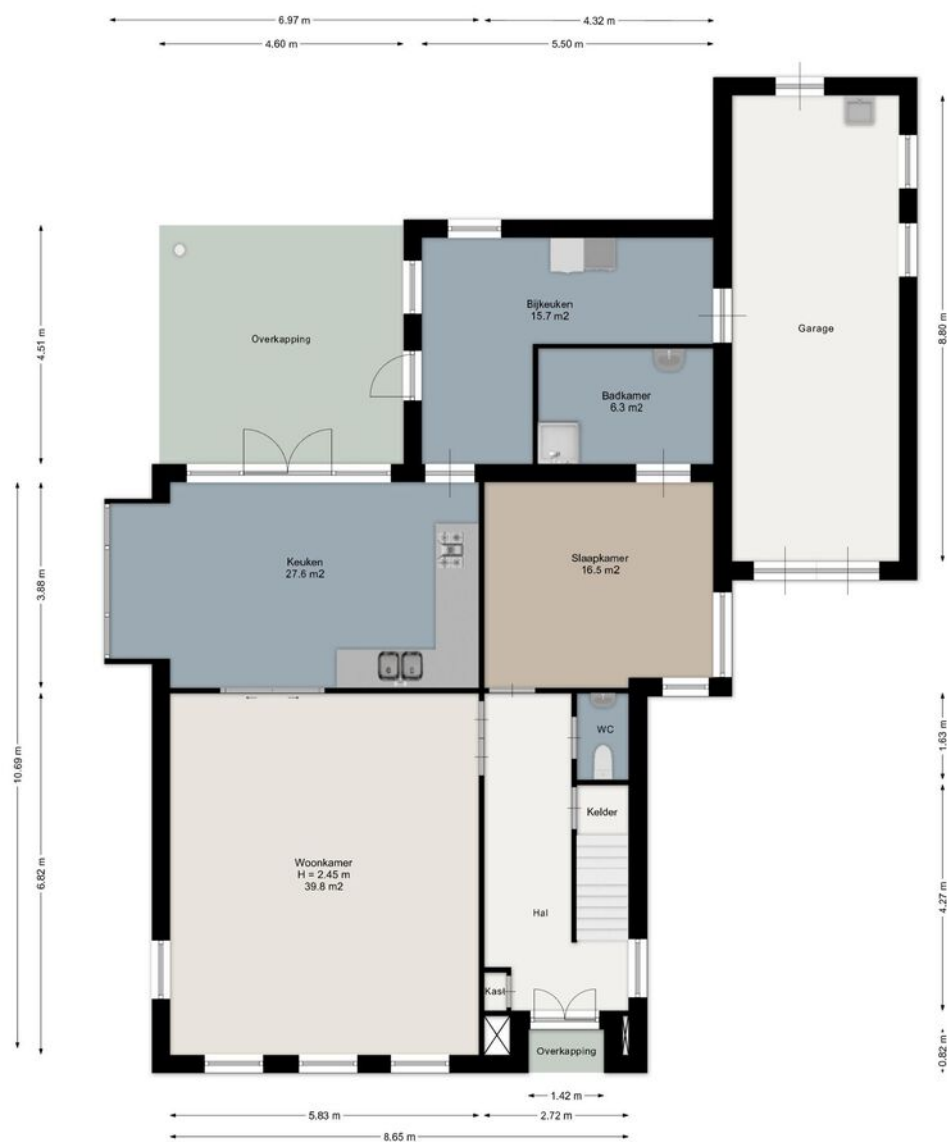 6.97 m
4.32 m
4.60 m
5.50 m
4.51 m
8.80 m
Bijkeuken
15.7 m2
Overkapping
Garage
Badkamer
6.3 m2
10.69 m
3.88 m
Keuken
27.6 m2
Slaapkamer
16.5 m2
WC
1.63 m
Kelder
6.82 m
Woonkamer
H = 2.45 m
39.8 m2
4.27 m
Hal
Kast
Overkapping
0.82 m
1.42 m
5.83 m
2.72 m
8.65 m